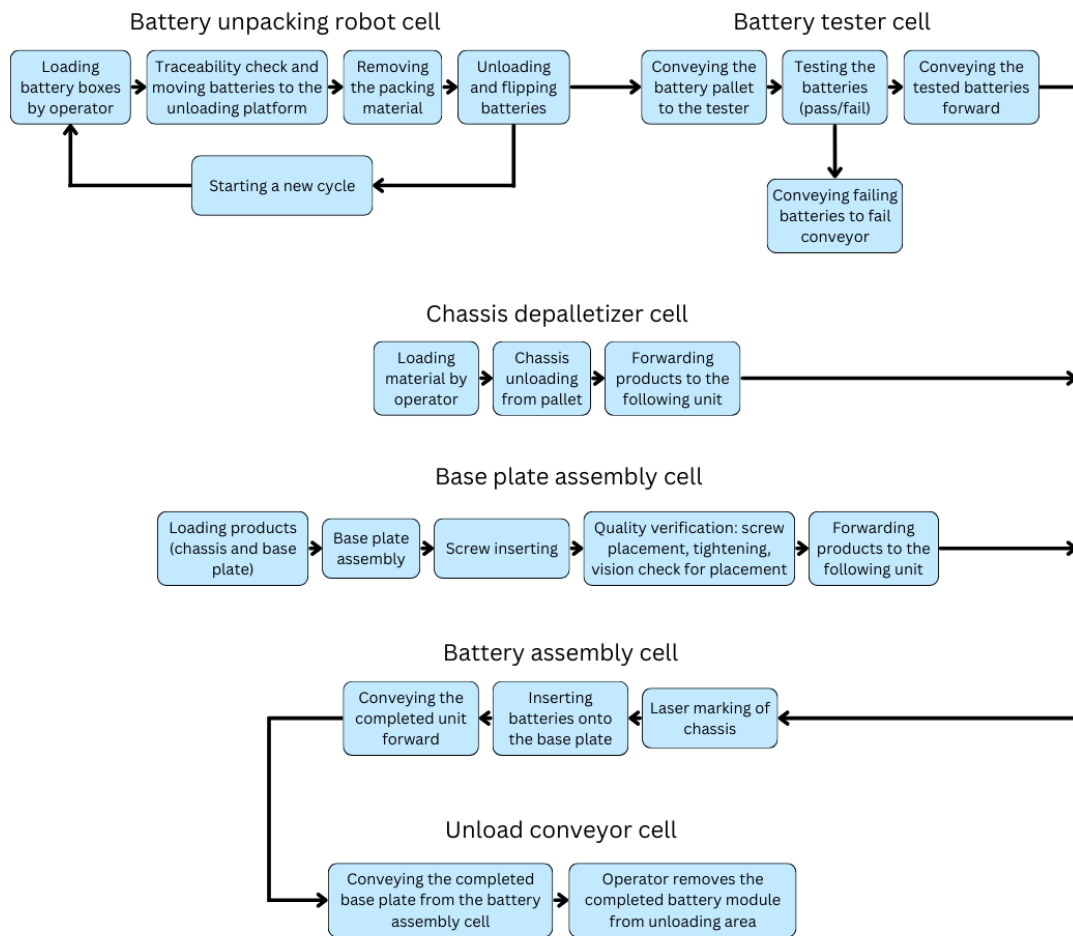 Battery unpacking robot cell
Battery tester cell
Loading
battery boxes
by operator
Traceability check and
moving batteries to the
unloading platform
Removing
the packing
material
Unloading
and flipping
batteries
Conveying the
battery pallet
to the tester
Testing the
batteries
(pass/fail)
Conveying the
tested batteries
forward
Starting a new cycle
Conveying failing
batteries to fail
conveyor
Chassis depalletizer cell
Loading
material by
operator
Chassis
unloading
from pallet
Forwarding
products to the
following unit
Base plate assembly cell
Loading products
(chassis and base
plate)
Base plate
assembly
Screw inserting
Quality verification: screw
placement, tightening,
vision check for placement
Forwarding
products to the
following unit
Battery assembly cell
Conveying the
completed unit
forward
Inserting
batteries onto
the base plate
Laser marking of
chassis
Unload conveyor cell
Conveying the completed
base plate from the battery
assembly cell
Operator removes the
completed battery module
from unloading area